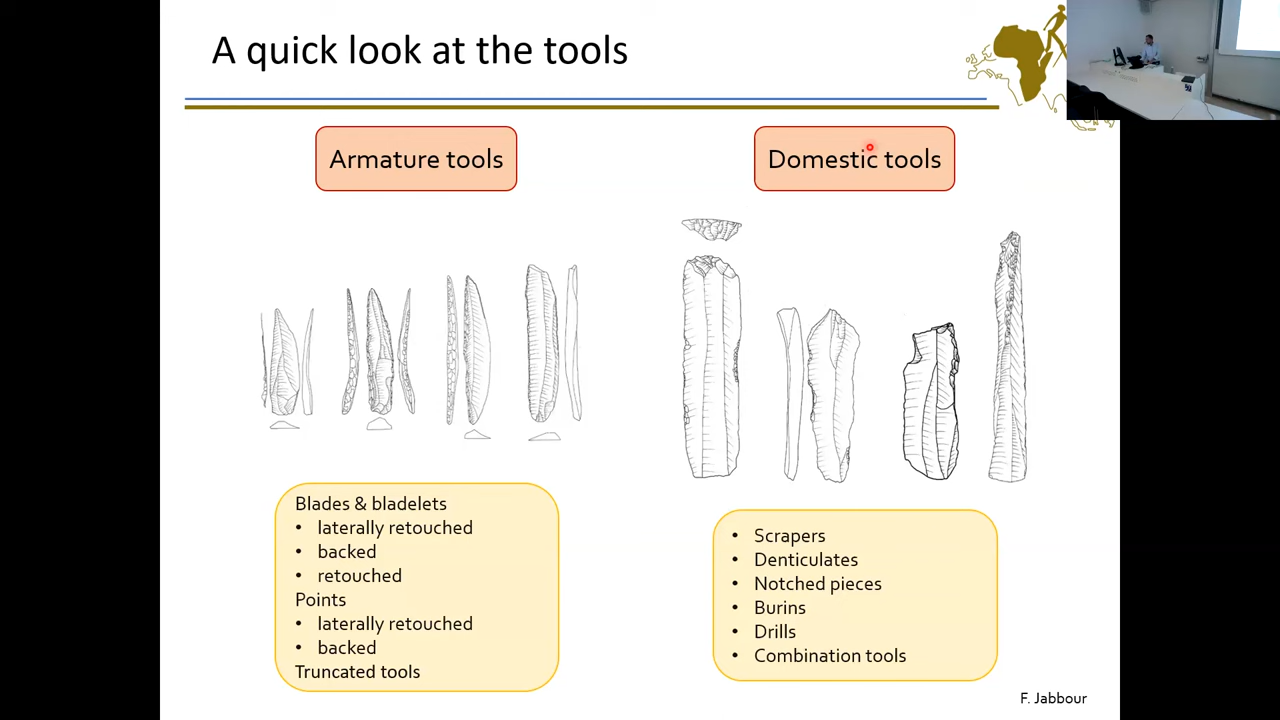 A quick look at the tools
Armature tools
Domestic tools
Blades & bladelets
• laterally retouched
• backed
• retouched
Points
• laterally retouched
• backed
Truncated tools
• Scrapers
• Denticulates
• Notched pieces
• Burins
• Drills
• Combination tools
F. Jabbour